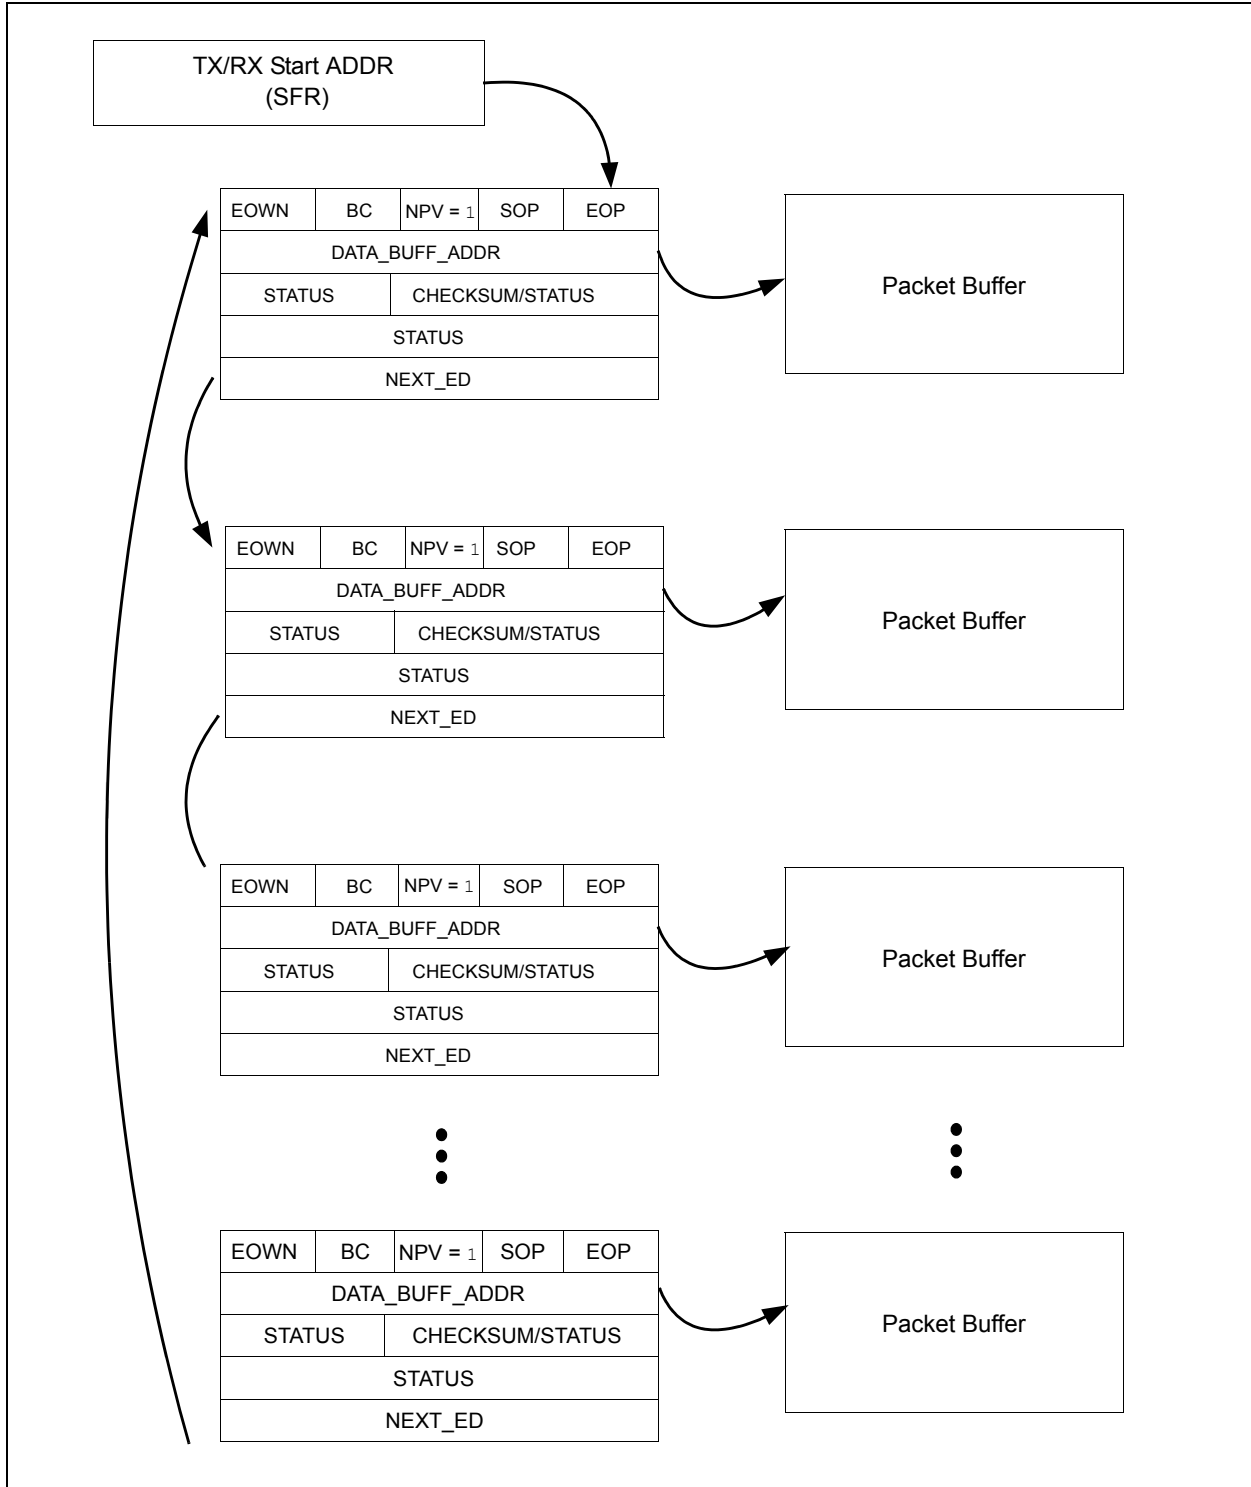 TX/RX Start ADDR
(SFR)
EOWN BC NPV = 1 SOP EOP
DATA_BUFF_ADDR
STATUS CHECKSUM/STATUS
STATUS
NEXT_ED
Packet Buffer
EOWN BC NPV = 1 SOP EOP
DATA_BUFF_ADDR
STATUS CHECKSUM/STATUS
STATUS
NEXT_ED
Packet Buffer
EOWN BC NPV = 1 SOP EOP
DATA_BUFF_ADDR
STATUS CHECKSUM/STATUS
STATUS
NEXT_ED
Packet Buffer
EOWN BC NPV = 1 SOP EOP
DATA_BUFF_ADDR
STATUS CHECKSUM/STATUS
STATUS
NEXT_ED
Packet Buffer